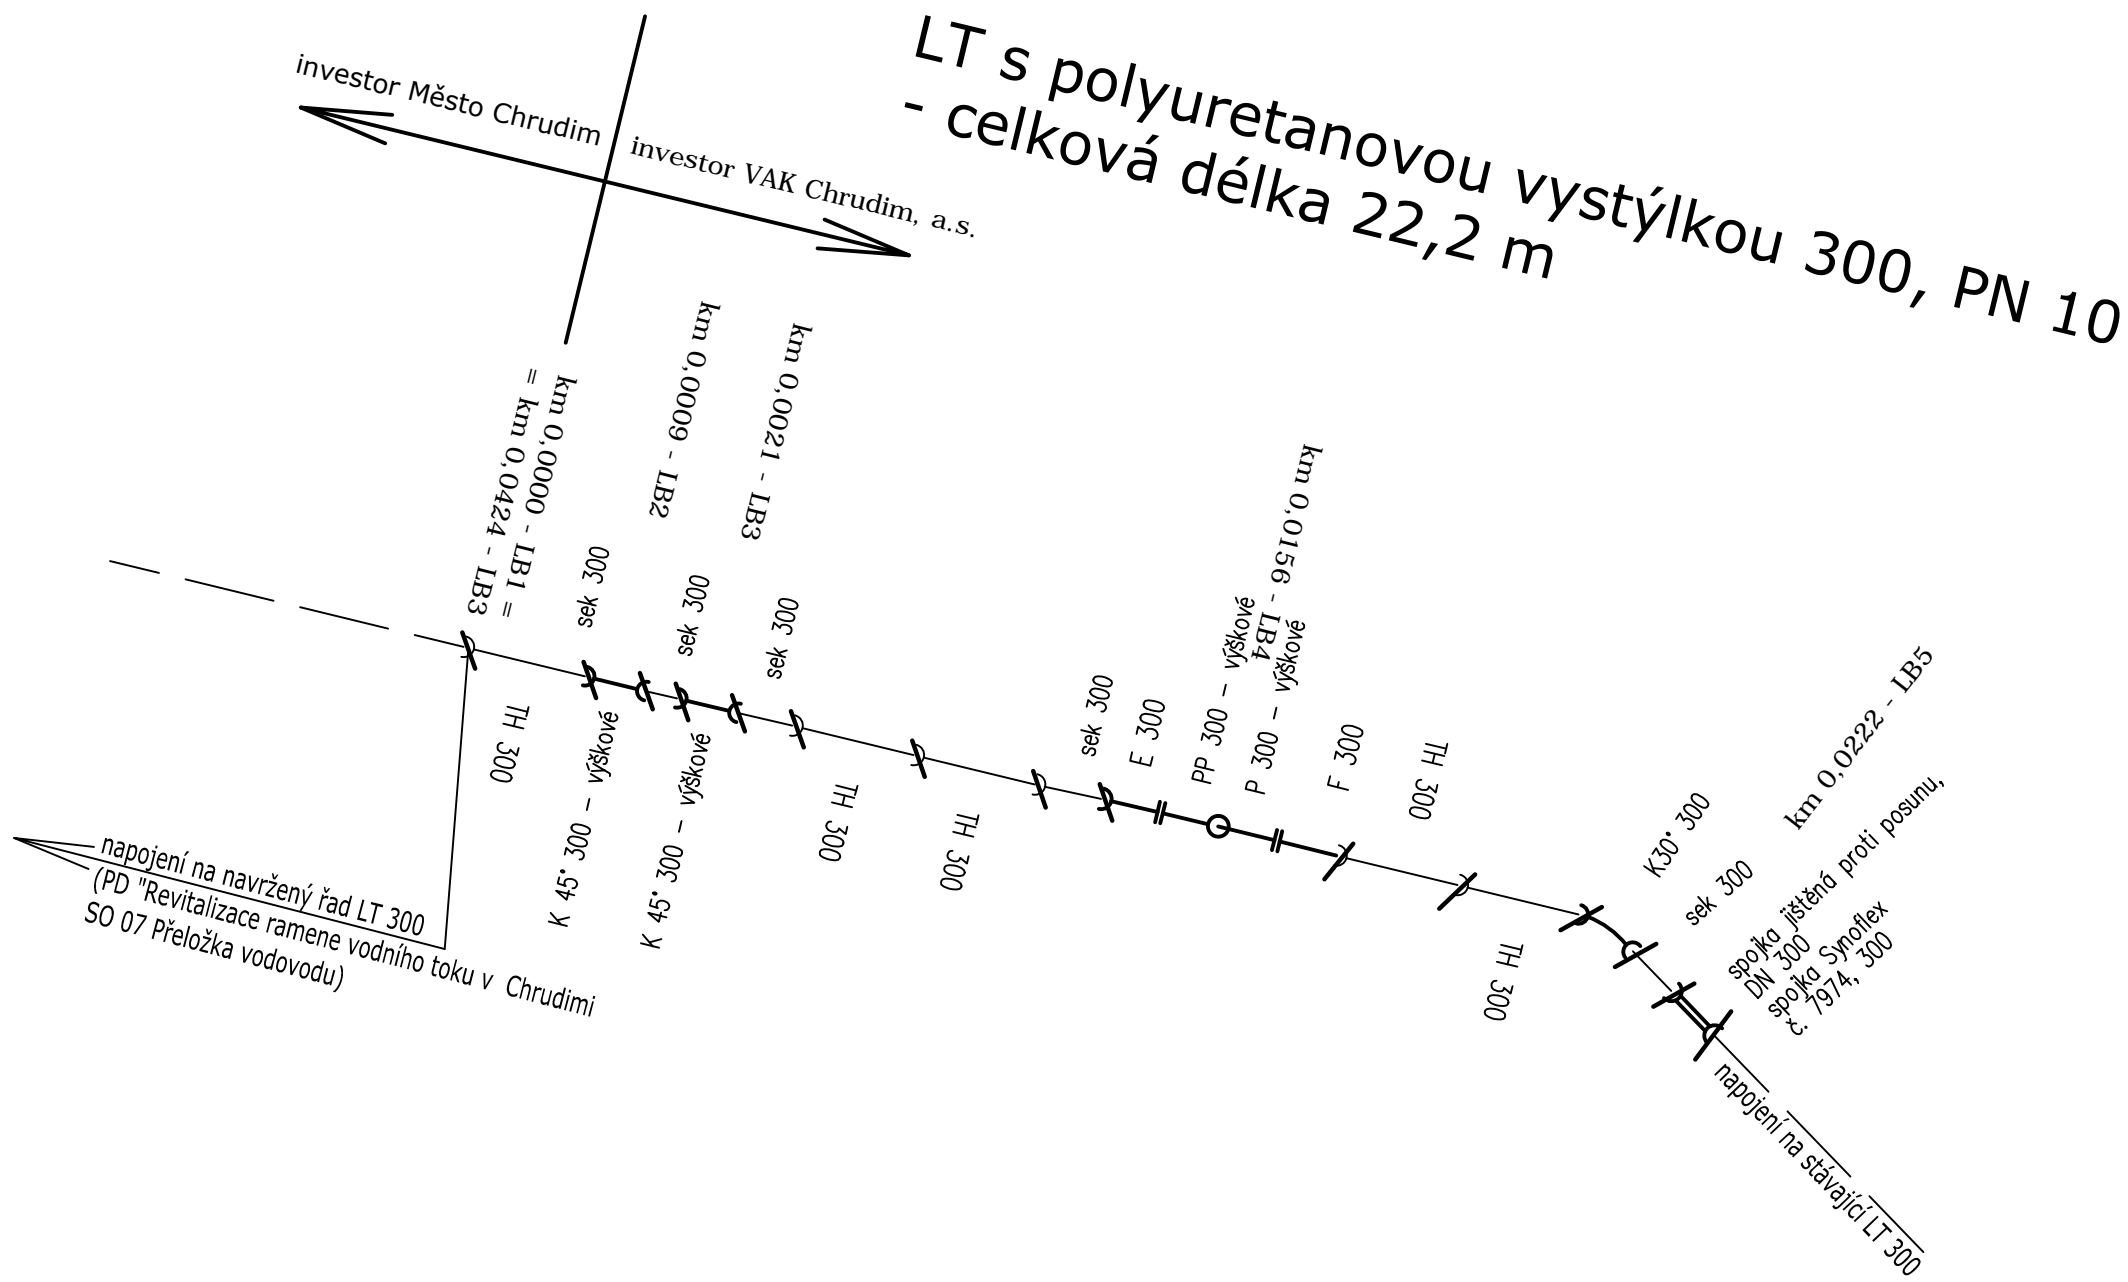 LT s polyuretanovou vystýlkou 300, PN 10
- celková délka 22,2 m
investor Město Chrudim
investor VAK Chrudim, a.s.
km 0,0000 - LB1 =
= km 0,0424 - LB3
km 0,0009 - LB2
km 0,0021 - LB3
km 0,0156 - LB4
km 0,0222 - LB5
sek 300
sek 300
sek 300
sek 300
E 300
PP 300 – výškové
P 300 – výškové
F 300
TH 300
K30° 300
sek 300
spojka jištěná proti posunu,
DN 300
spojka Synoflex
č. 7974, 300
TH 300
K 45° 300 – výškové
K 45° 300 – výškové
TH 300
TH 300
TH 300
napojení na navržený řad LT 300
(PD "Revitalizace ramene vodního toku v Chrudimi
SO 07 Přeložka vodovodu)
napojení na stávající LT 300